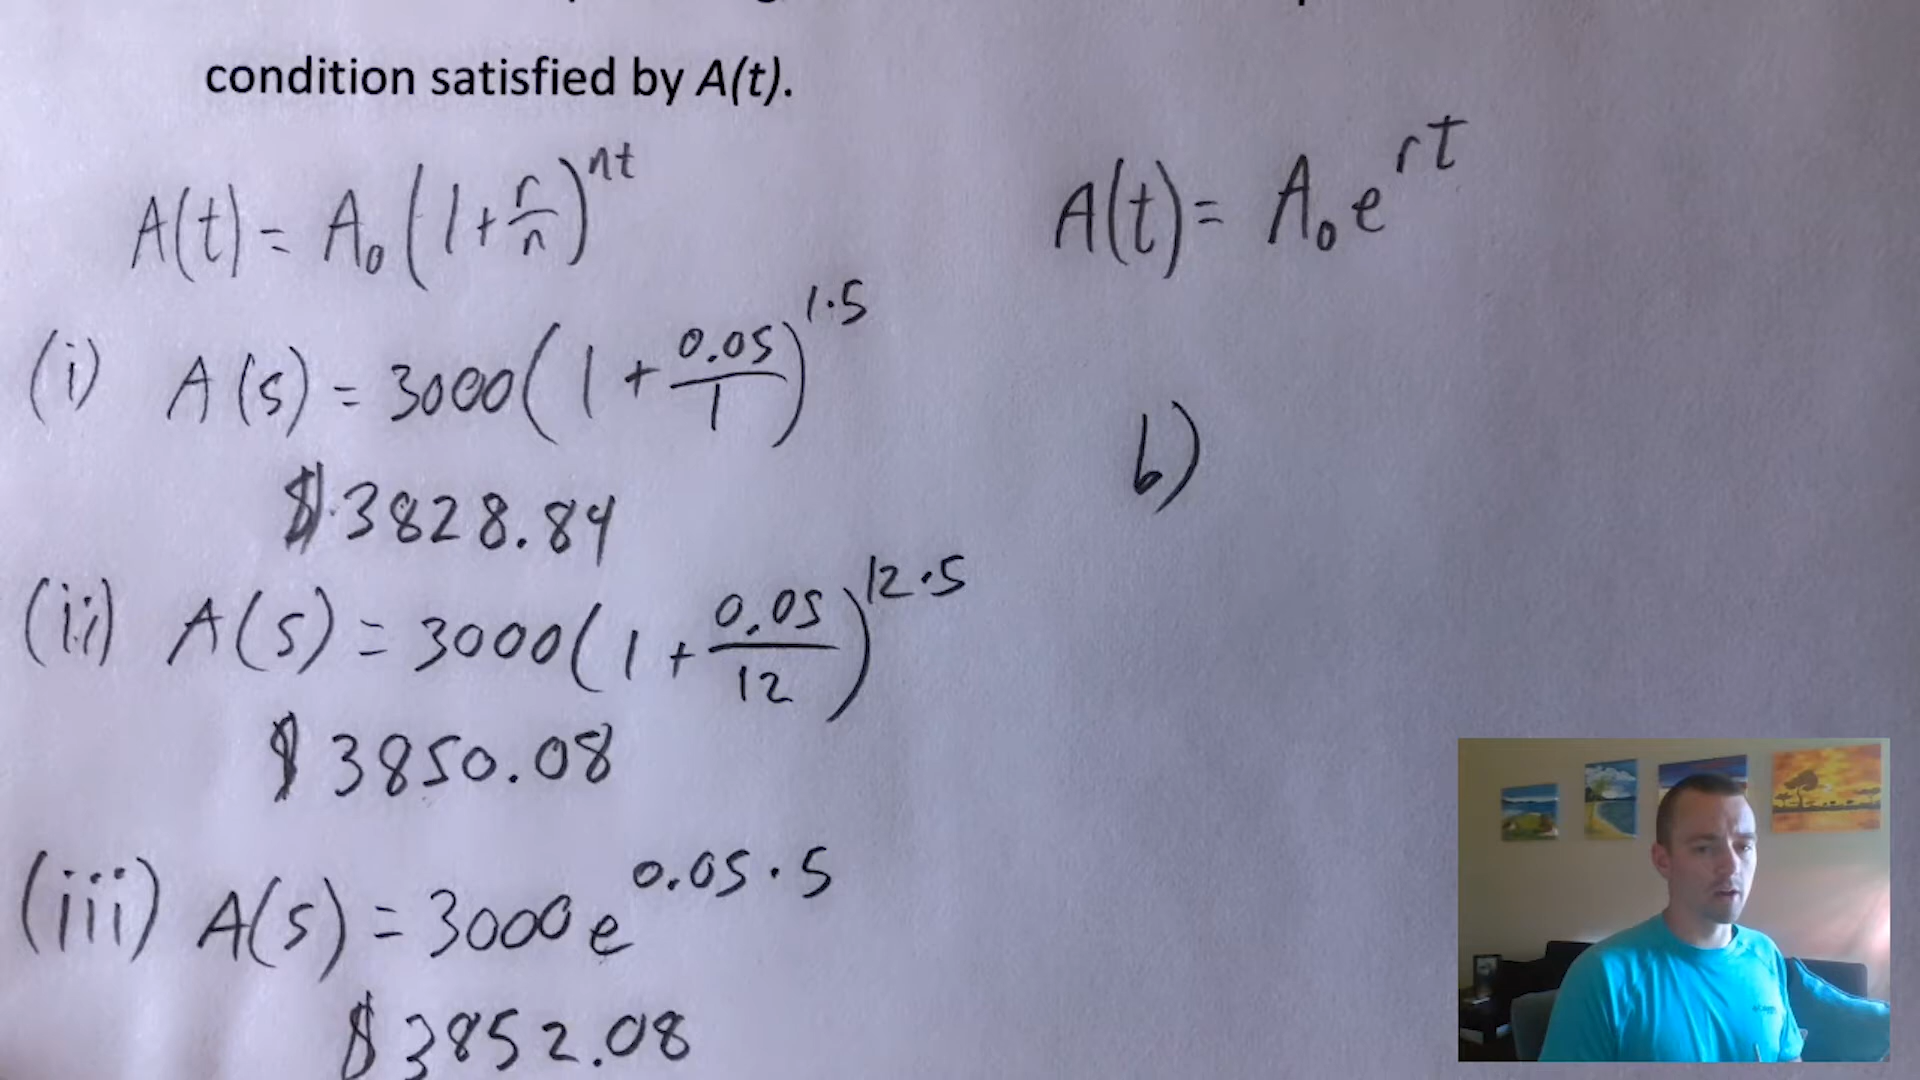 condition satisfied by A(t).
A(t) = A₀(1 + r/n)^nt
(i) A(5) = 3000(1 + 0.05/1)^1·5
$3828.84
(ii) A(5) = 3000(1 + 0.05/12)^12·5
$3850.08
(iii) A(5) = 3000e^0.05·5
$3852.08
A(t) = A₀e^rt
b)